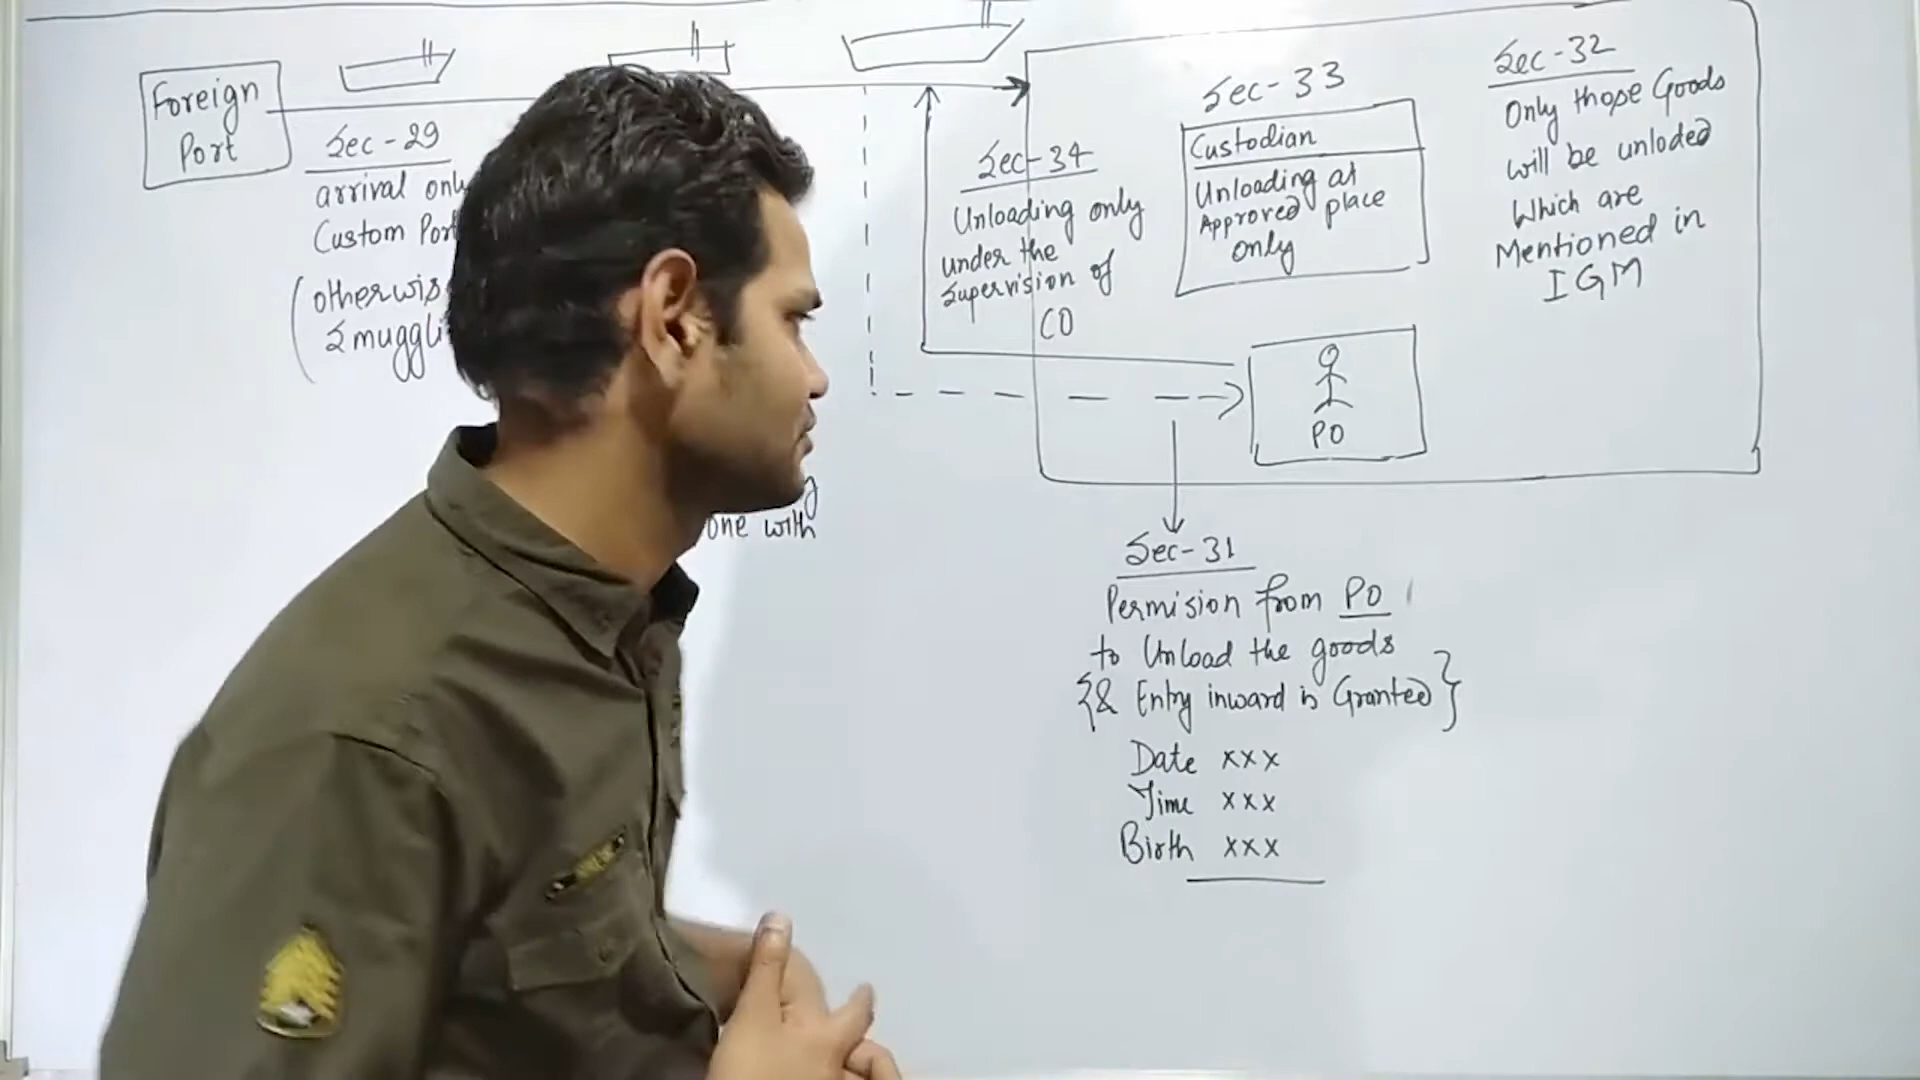 Foreign
Port
Sec-29
arrival only
Custom Port
(otherwis
Smuggli
one with
Sec-34
Unloading only
under the
Supervision of
CO
Sec-33
Custodian
Unloading at
Approved place
only
Sec-32
Only those Goods
will be unloded
Which are
Mentioned in
IGM
PO
Sec-31
Permision from PO
to Unload the goods
{& Entry inward is Granted}
Date xxx
Time xxx
Birth xxx